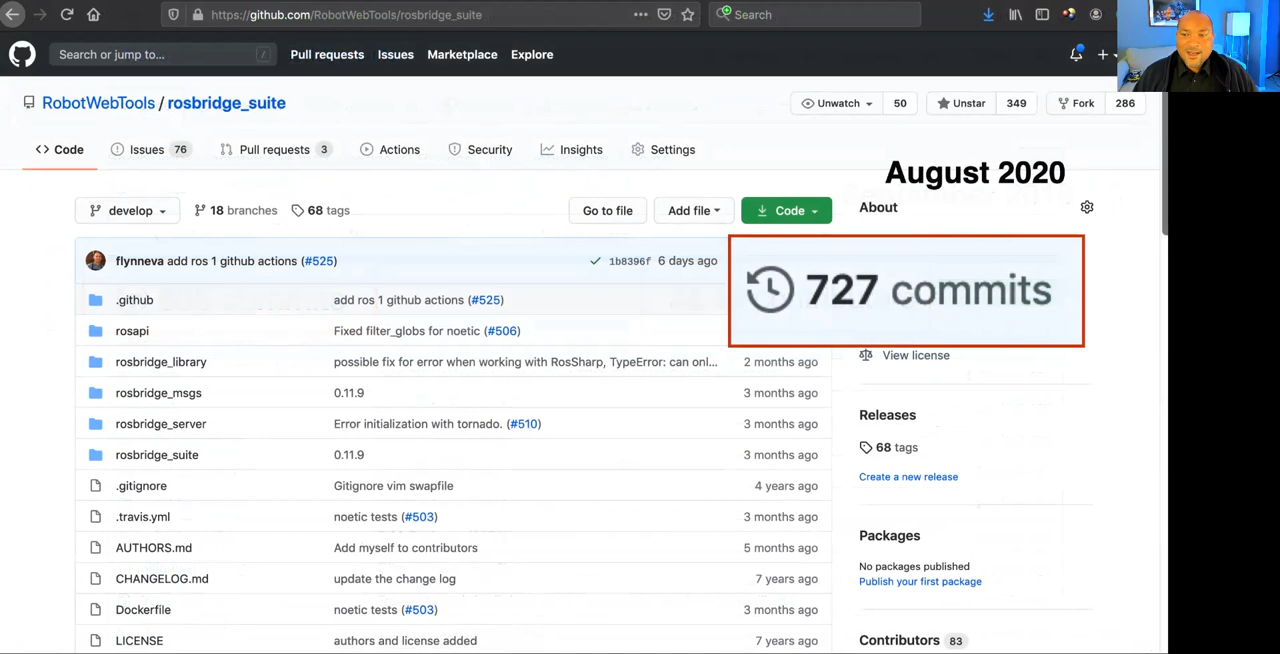 https://github.com/RobotWebTools/rosbridge_suite
Search
Search or jump to...
/
Pull requests
Issues
Marketplace
Explore
RobotWebTools / rosbridge_suite
Unwatch 50
Unstar 349
Fork 286
Code
Issues 76
Pull requests 3
Actions
Security
Insights
Settings
August 2020
develop
18 branches
68 tags
Go to file
Add file
Code
About
flynneva add ros 1 github actions (#525) 1b8396f 6 days ago
727 commits
.github add ros 1 github actions (#525)
rosapi Fixed filter_globs for noetic (#506)
rosbridge_library possible fix for error when working with RosSharp, TypeError: can onl... 2 months ago
View license
rosbridge_msgs 0.11.9 3 months ago
rosbridge_server Error initialization with tornado. (#510) 3 months ago
rosbridge_suite 0.11.9 3 months ago
.gitignore Gitignore vim swapfile 4 years ago
.travis.yml noetic tests (#503) 3 months ago
AUTHORS.md Add myself to contributors 5 months ago
CHANGELOG.md update the change log 7 years ago
Dockerfile noetic tests (#503) 3 months ago
LICENSE authors and license added 7 years ago
Releases
68 tags
Create a new release
Packages
No packages published
Publish your first package
Contributors 83